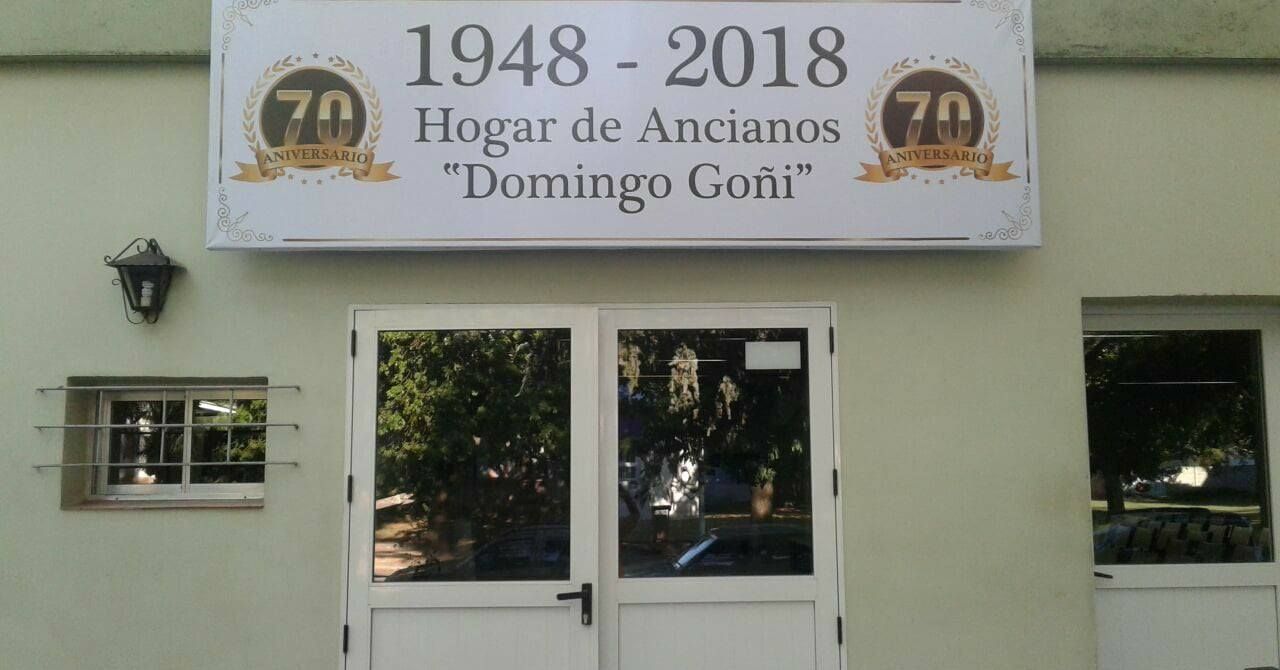 1948 - 2018
Hogar de Ancianos
“Domingo Goñi”
70
ANIVERSARIO
70
ANIVERSARIO